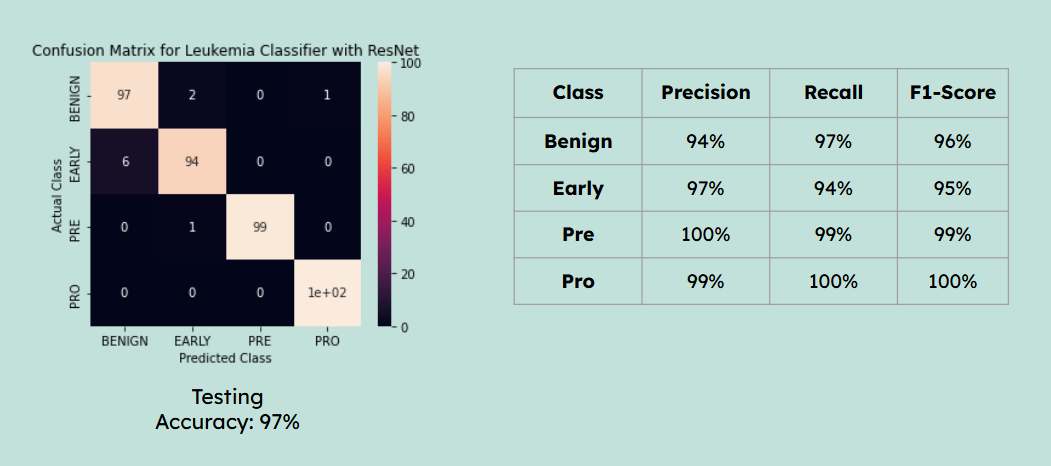 Confusion Matrix for Leukemia Classifier with ResNet
100
80
60
40
20
0
Actual Class
BENIGN 97 2 0 1
EARLY 6 94 0 0
PRE 0 1 99 0
PRO 0 0 0 1e+02
BENIGN EARLY PRE PRO
Predicted Class
Testing
Accuracy: 97%
Class Precision Recall F1-Score
Benign 94% 97% 96%
Early 97% 94% 95%
Pre 100% 99% 99%
Pro 99% 100% 100%